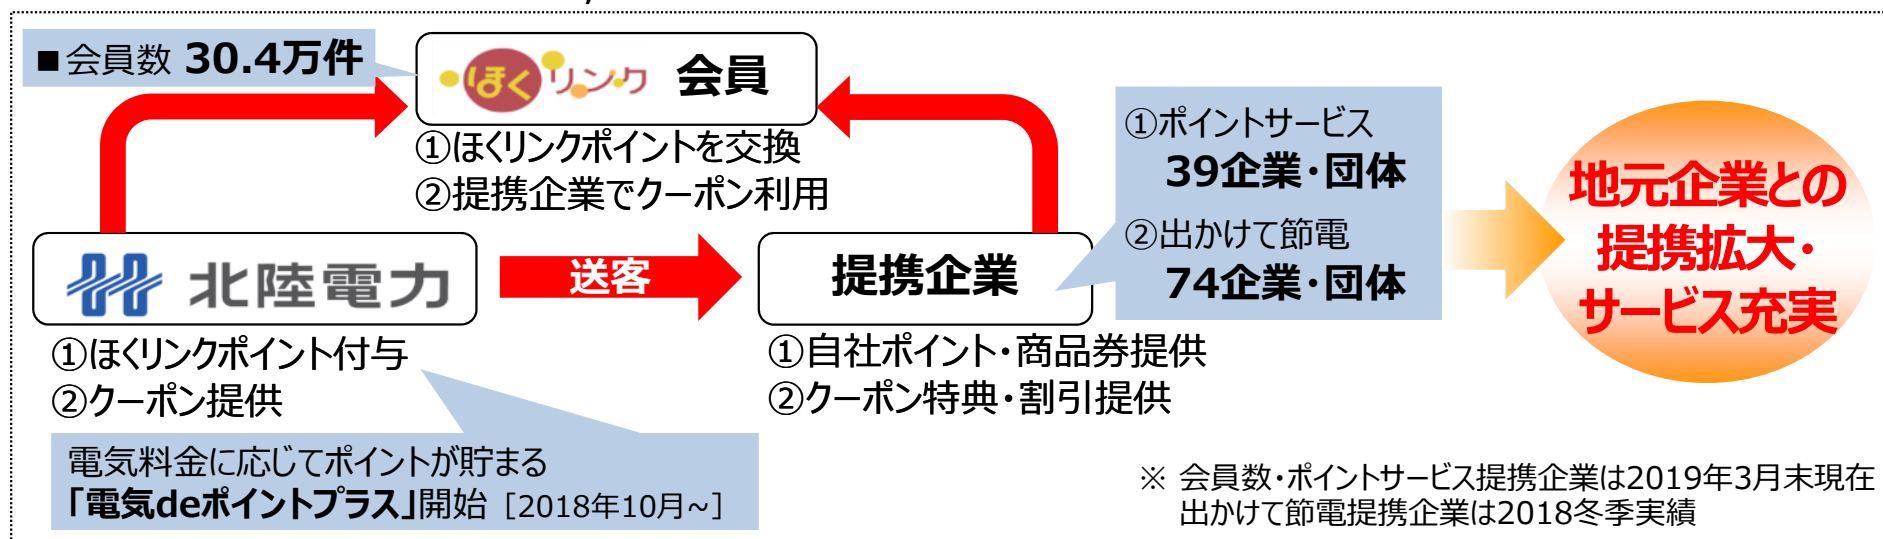 ■会員数 30.4万件
ほくリンク 会員
①ほくリンクポイントを交換
②提携企業でクーポン利用
北陸電力
送客
提携企業
①ほくリンクポイント付与
②クーポン提供
①自社ポイント・商品券提供
②クーポン特典・割引提供
①ポイントサービス
39企業・団体
②出かけて節電
74企業・団体
地元企業との
提携拡大・
サービス充実
電気料金に応じてポイントが貯まる
「電気deポイントプラス」開始［2018年10月~］
※ 会員数・ポイントサービス提携企業は2019年3月末現在
出かけて節電提携企業は2018冬季実績